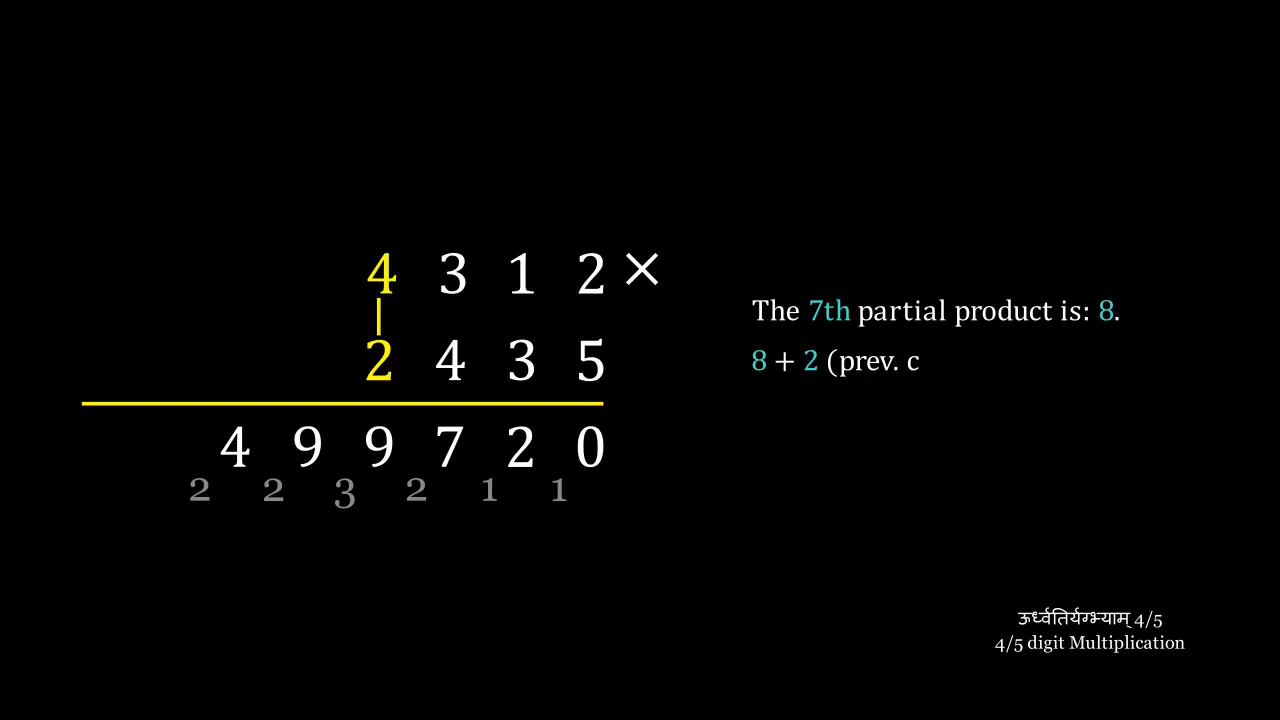 4 3 1 2 ×
2 4 3 5
4 9 9 7 2 0
2 2 3 2 1 1
The 7th partial product is: 8.
8 + 2 (prev. c
ऊर्ध्वतिर्यग्भ्याम् 4/5
4/5 digit Multiplication